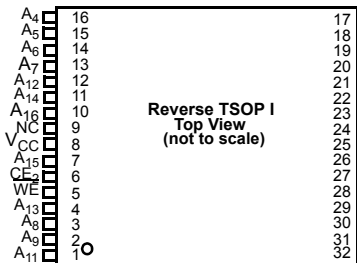 A4 16 17
A5 15 18
A6 14 19
A7 13 20
A12 12 21
A14 11 22
A16 10 Reverse TSOP I 23
NC 9 Top View 24
VCC 8 (not to scale) 25
A15 7 26
CE2 6 27
WE 5 28
A13 4 29
A8 3 30
A9 2 31
A11 1 32